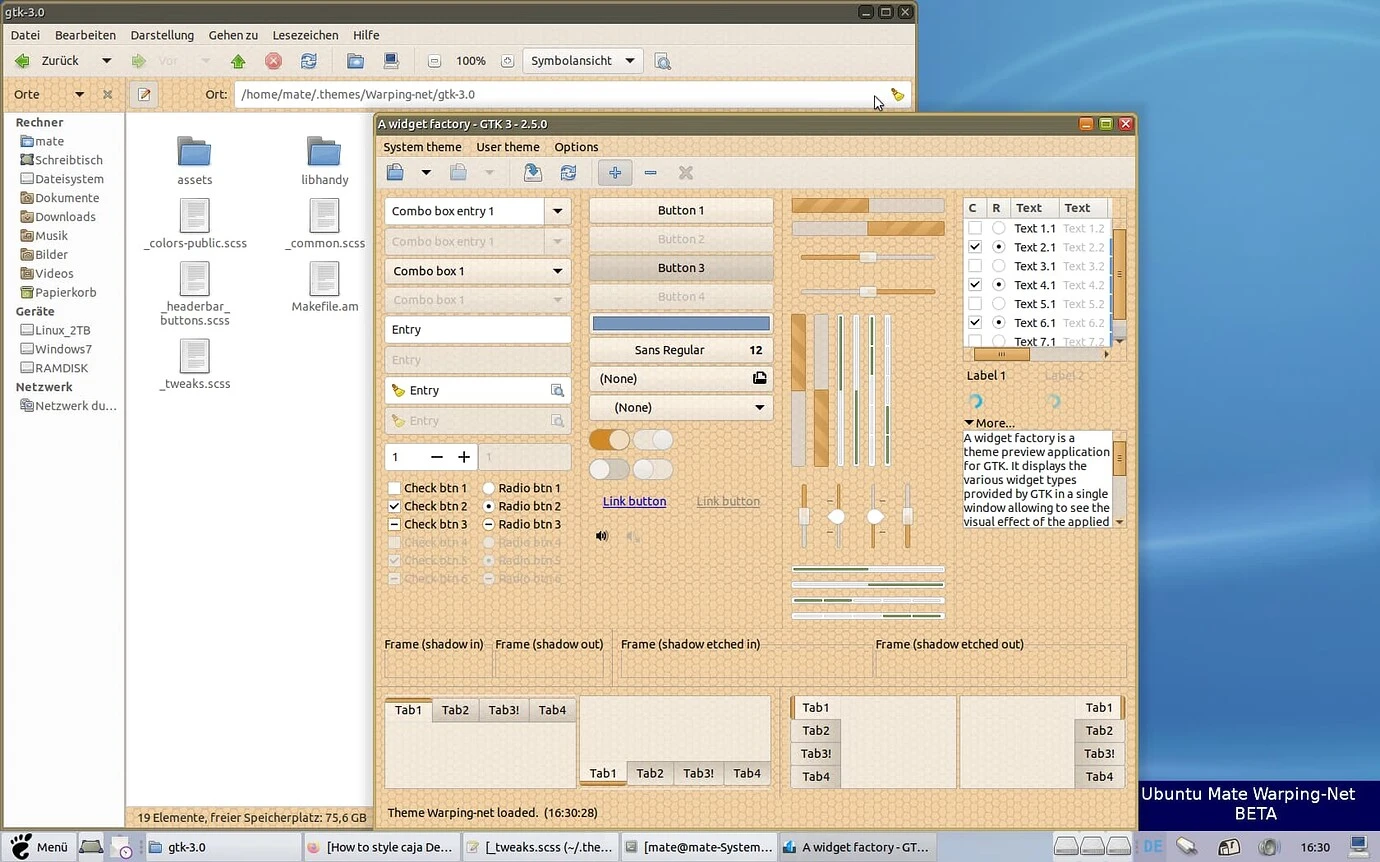 gtk-3.0
Datei Bearbeiten Darstellung Gehen zu Lesezeichen Hilfe
Zurück Vor 100% Symbolansicht
Orte Ort: /home/mate/.themes/Warping-net/gtk-3.0
Rechner
mate
Schreibtisch
Dateisystem
Dokumente
Downloads
Musik
Bilder
Videos
Papierkorb
Geräte
Linux_2TB
Windows7
RAMDISK
Netzwerk
Netzwerk du...
assets
libhandy
_colors-public.scss
_common.scss
_headerbar_
buttons.scss
Makefile.am
_tweaks.scss
19 Elemente, freier Speicherplatz: 75,6 GB
A widget factory - GTK 3 - 2.5.0
System theme User theme Options
Combo box entry 1
Combo box entry 1
Combo box 1
Combo box 1
Entry
Entry
Entry
Entry
1
1
Check btn 1 Radio btn 1
Check btn 2 Radio btn 2
Check btn 3 Radio btn 3
Check btn 4 Radio btn 4
Check btn 5 Radio btn 5
Check btn 6 Radio btn 6
Button 1
Button 2
Button 3
Button 4
Sans Regular 12
(None)
(None)
Link button Link button
C R Text Text
Text 1.1 Text 1.2
Text 2.1 Text 2.2
Text 3.1 Text 3.2
Text 4.1 Text 4.2
Text 5.1 Text 5.2
Text 6.1 Text 6.2
Text 7.1 Text 7.2
Label 1 Label 2
More...
A widget factory is a
theme preview application
for GTK. It displays the
various widget types
provided by GTK in a single
window allowing to see the
visual effect of the applied
Frame (shadow in) Frame (shadow out) Frame (shadow etched in) Frame (shadow etched out)
Tab1 Tab2 Tab3! Tab4
Tab1 Tab2 Tab3! Tab4
Tab1
Tab2
Tab3!
Tab4
Tab1
Tab2
Tab3!
Tab4
Theme Warping-net loaded. (16:30:28)
Ubuntu Mate Warping-Net
BETA
Menü gtk-3.0 [How to style caja De... [_tweaks.scss (~/.the... [mate@mate-System... A widget factory - GT... DE 16:30